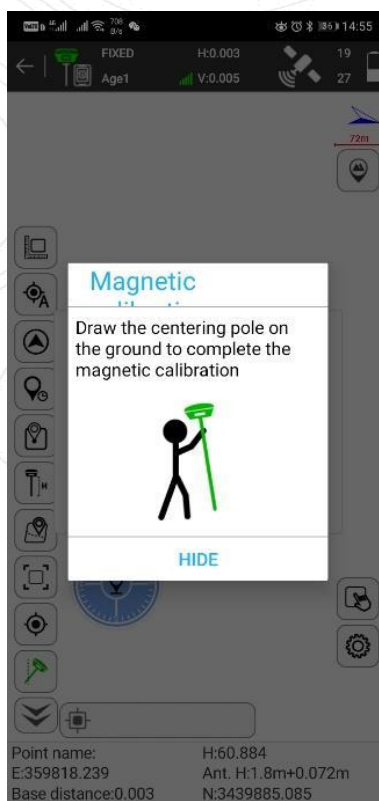 708
B/s
86
14:55
FIXED
H:0.003
19
Age1
V:0.005
27
72m
Magnetic
Draw the centering pole on
the ground to complete the
magnetic calibration
HIDE
Point name:
H:60.884
E:359818.239
Ant. H:1.8m+0.072m
Base distance:0.003
N:3439885.085